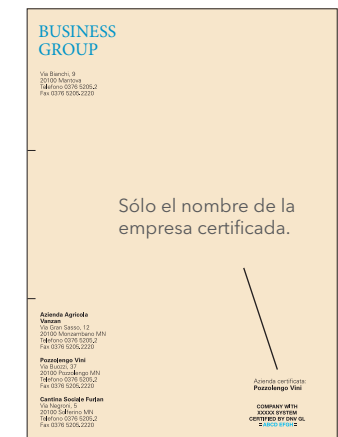 BUSINESS
GROUP
Via Bianchi, 9
20100 Mantova
Telefono 0376 5205.2
Fax 0376 5205.2220
Sólo el nombre de la
empresa certificada.
Azienda Agricola
Vanzan
Via Gran Sasso, 12
20100 Monzambano MN
Telefono 0376 5205.2
Fax 0376 5205.2220
Pozzolengo Vini
Via Buozzi, 37
20100 Pozzolengo MN
Telefono 0376 5205.2
Fax 0376 5205.2220
Cantina Sociale Furlan
Via Negroni, 5
20100 Solferino MN
Telefono 0376 5205.2
Fax 0376 5205.2220
Azienda certificata:
Pozzolengo Vini
COMPANY WITH
XXXXX SYSTEM
CERTIFIED BY DNV GL
= ABCD EFGH =